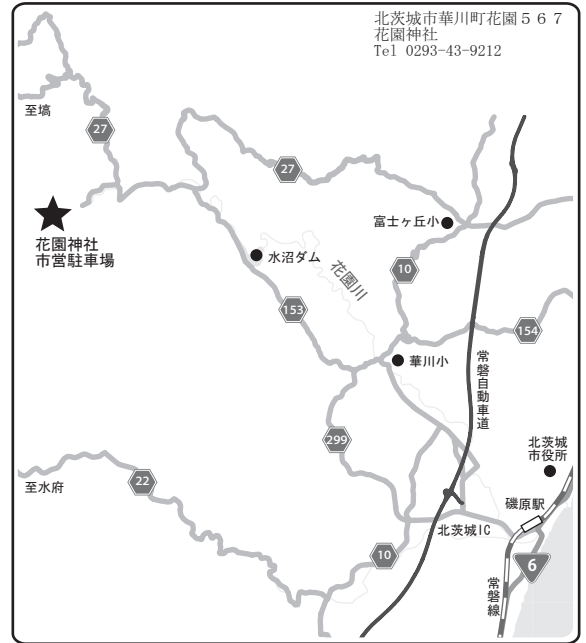 北茨城市華川町花園５６７
花園神社
Tel 0293-43-9212
至塙
27
27
花園神社
市営駐車場
富士ヶ丘小
水沼ダム
花園川
10
153
154
華川小
常磐自動車道
299
北茨城
市役所
至水府
22
磯原駅
北茨城IC
10
6
常磐線